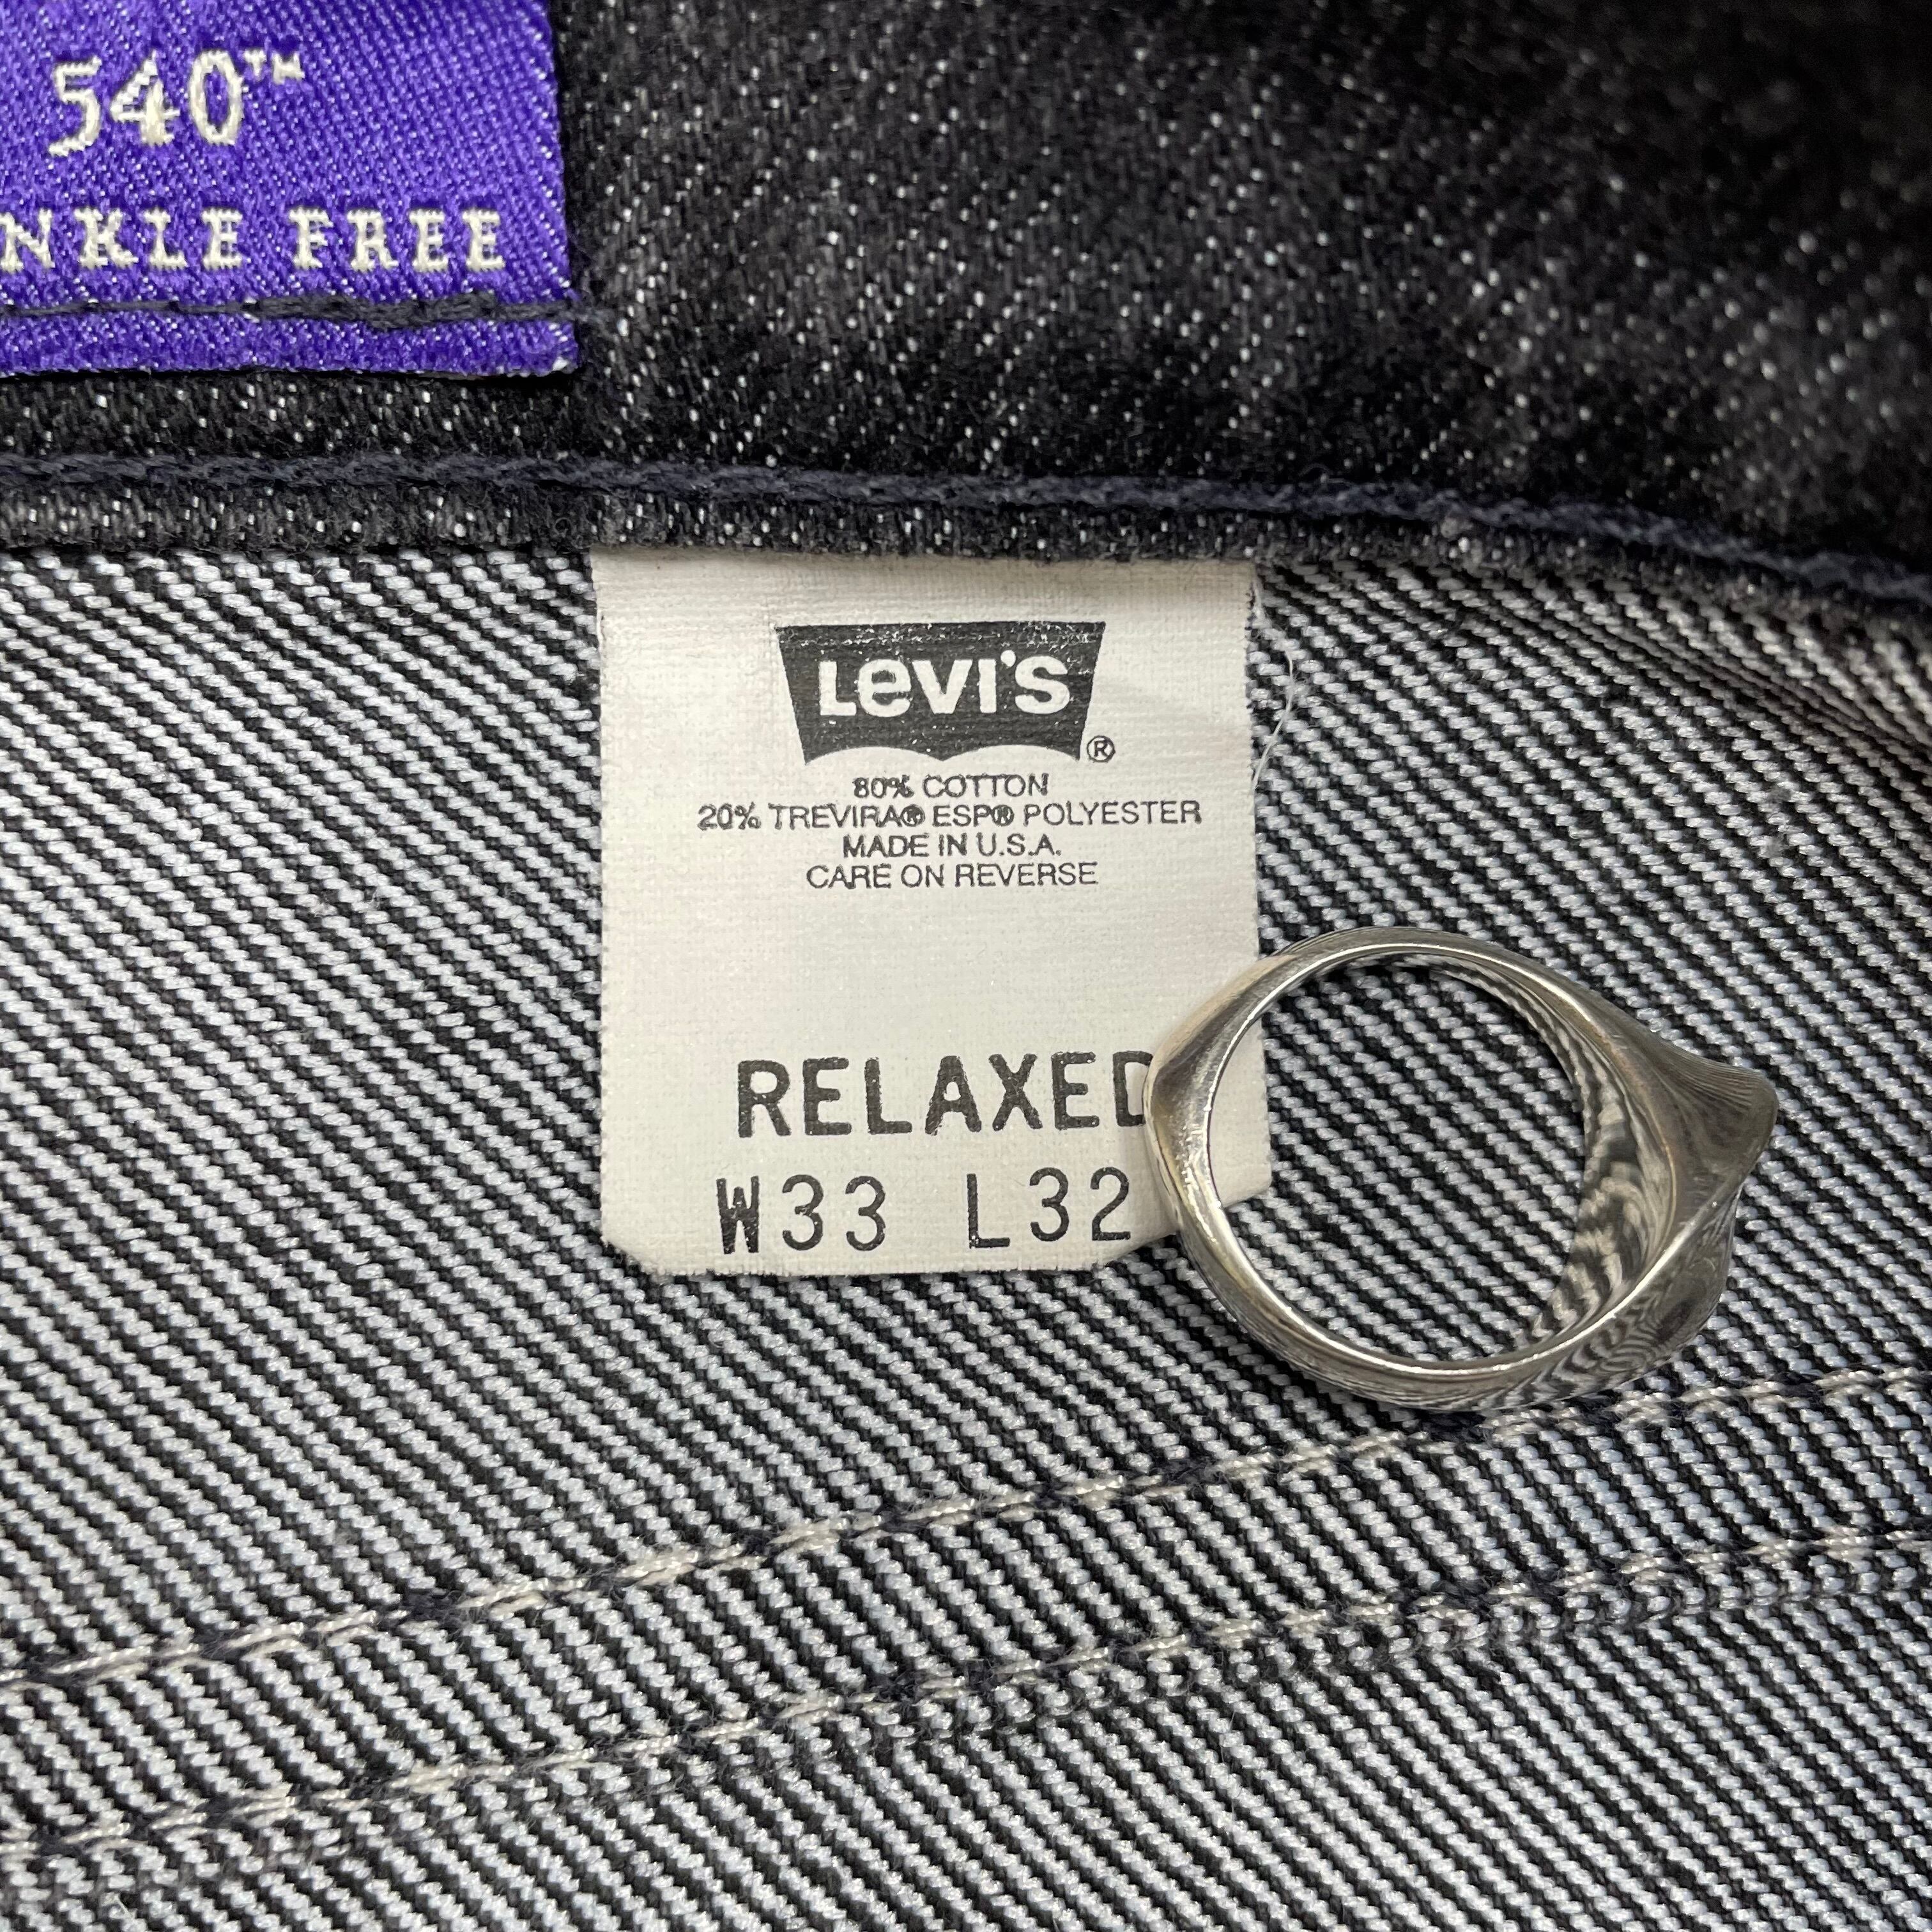 540™
NKLE FREE
Levi's®
80% COTTON
20% TREVIRA® ESP® POLYESTER
MADE IN U.S.A.
CARE ON REVERSE
RELAXED
W33 L32